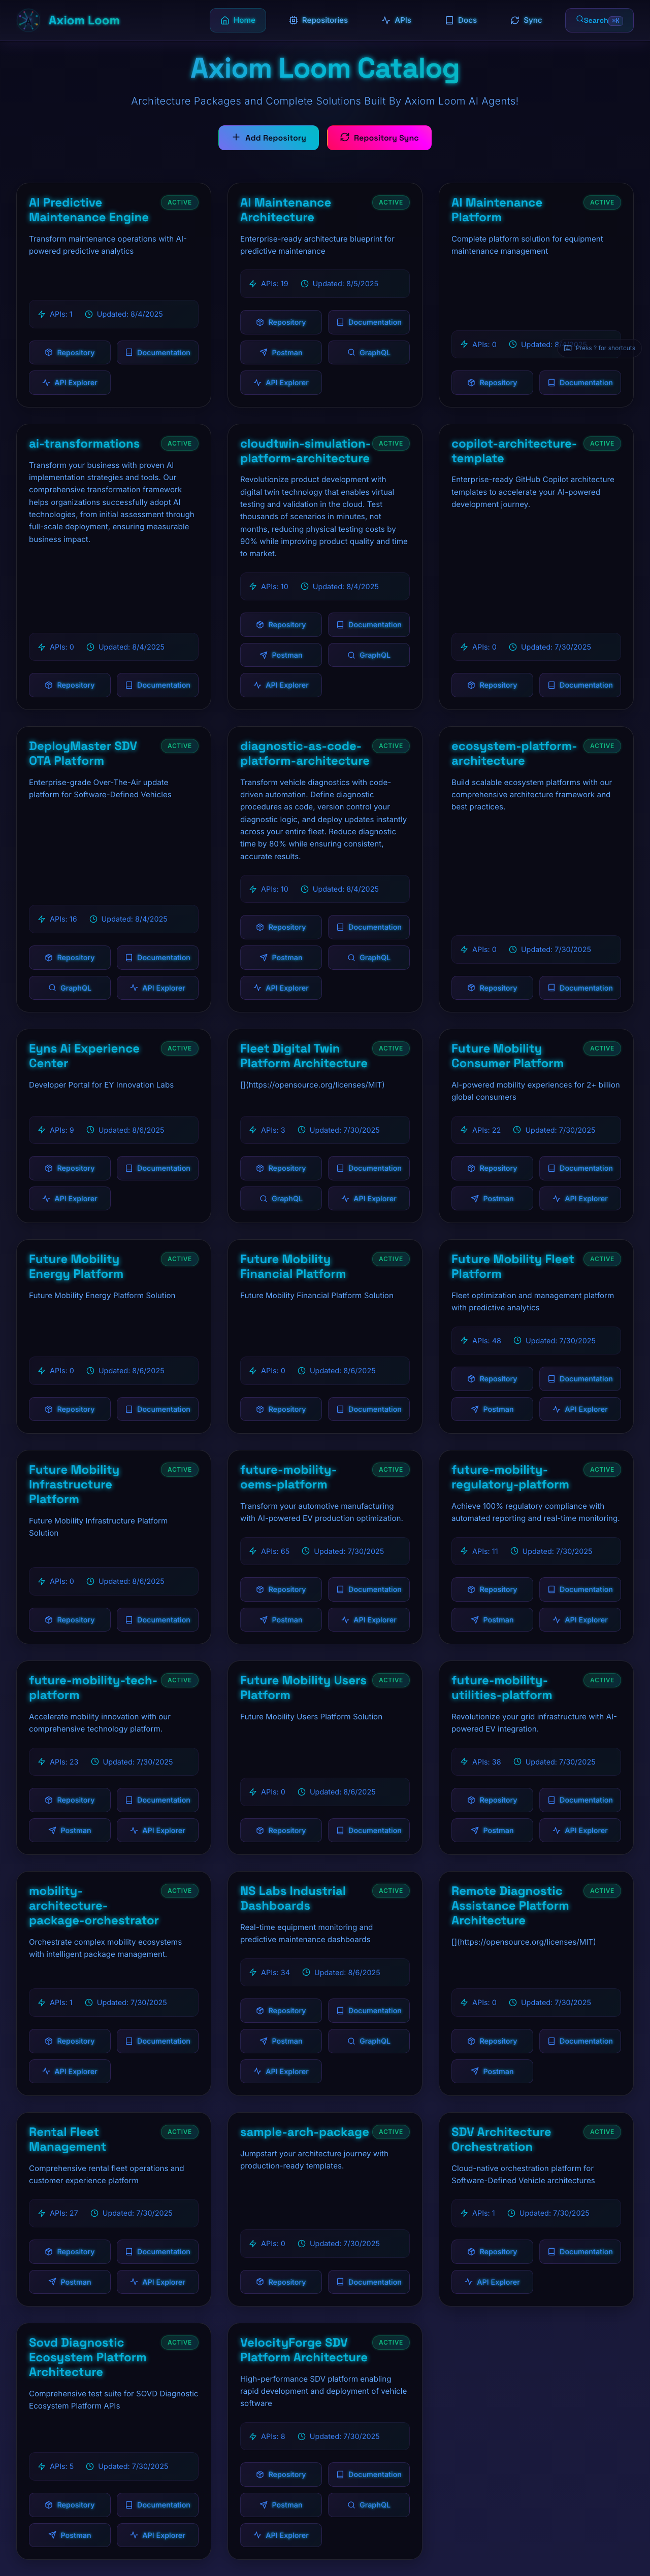 Axiom Loom
Home
Repositories
APIs
Docs
Sync
Search
⌘K
Axiom Loom Catalog
Architecture Packages and Complete Solutions Built By Axiom Loom AI Agents!
Add Repository
Repository Sync
AI Predictive
Maintenance Engine
ACTIVE
Transform maintenance operations with AI-
powered predictive analytics
APIs: 1
Updated: 8/4/2025
Repository
Documentation
API Explorer
AI Maintenance
Architecture
ACTIVE
Enterprise-ready architecture blueprint for
predictive maintenance
APIs: 19
Updated: 8/5/2025
Repository
Documentation
Postman
GraphQL
API Explorer
AI Maintenance
Platform
ACTIVE
Complete platform solution for equipment
maintenance management
APIs: 0
Updated:
Press ? for shortcuts
Repository
Documentation
ai-transformations
ACTIVE
Transform your business with proven AI
implementation strategies and tools. Our
comprehensive transformation framework
helps organizations successfully adopt AI
technologies, from initial assessment through
full-scale deployment, ensuring measurable
business impact.
APIs: 0
Updated: 8/4/2025
Repository
Documentation
cloudtwin-simulation-
platform-architecture
ACTIVE
Revolutionize product development with
digital twin technology that enables virtual
testing and validation in the cloud. Test
thousands of scenarios in minutes, not
months, reducing physical testing costs by
90% while improving product quality and time
to market.
APIs: 10
Updated: 8/4/2025
Repository
Documentation
Postman
GraphQL
API Explorer
copilot-architecture-
template
ACTIVE
Enterprise-ready GitHub Copilot architecture
templates to accelerate your AI-powered
development journey.
APIs: 0
Updated: 7/30/2025
Repository
Documentation
DeployMaster SDV
OTA Platform
ACTIVE
Enterprise-grade Over-The-Air update
platform for Software-Defined Vehicles
APIs: 16
Updated: 8/4/2025
Repository
Documentation
GraphQL
API Explorer
diagnostic-as-code-
platform-architecture
ACTIVE
Transform vehicle diagnostics with code-
driven automation. Define diagnostic
procedures as code, version control your
diagnostic logic, and deploy updates instantly
across your entire fleet. Reduce diagnostic
time by 80% while ensuring consistent,
accurate results.
APIs: 10
Updated: 8/4/2025
Repository
Documentation
Postman
GraphQL
API Explorer
ecosystem-platform-
architecture
ACTIVE
Build scalable ecosystem platforms with our
comprehensive architecture framework and
best practices.
APIs: 0
Updated: 7/30/2025
Repository
Documentation
Eyns Ai Experience
Center
ACTIVE
Developer Portal for EY Innovation Labs
APIs: 9
Updated: 8/6/2025
Repository
Documentation
API Explorer
Fleet Digital Twin
Platform Architecture
ACTIVE
[](https://opensource.org/licenses/MIT)
APIs: 3
Updated: 7/30/2025
Repository
Documentation
GraphQL
API Explorer
Future Mobility
Consumer Platform
ACTIVE
AI-powered mobility experiences for 2+ billion
global consumers
APIs: 22
Updated: 7/30/2025
Repository
Documentation
Postman
API Explorer
Future Mobility
Energy Platform
ACTIVE
Future Mobility Energy Platform Solution
APIs: 0
Updated: 8/6/2025
Repository
Documentation
Future Mobility
Financial Platform
ACTIVE
Future Mobility Financial Platform Solution
APIs: 0
Updated: 8/6/2025
Repository
Documentation
Future Mobility Fleet
Platform
ACTIVE
Fleet optimization and management platform
with predictive analytics
APIs: 48
Updated: 7/30/2025
Repository
Documentation
Postman
API Explorer
Future Mobility
Infrastructure
Platform
ACTIVE
Future Mobility Infrastructure Platform
Solution
APIs: 0
Updated: 8/6/2025
Repository
Documentation
future-mobility-
oems-platform
ACTIVE
Transform your automotive manufacturing
with AI-powered EV production optimization.
APIs: 65
Updated: 7/30/2025
Repository
Documentation
Postman
API Explorer
future-mobility-
regulatory-platform
ACTIVE
Achieve 100% regulatory compliance with
automated reporting and real-time monitoring.
APIs: 11
Updated: 7/30/2025
Repository
Documentation
Postman
API Explorer
future-mobility-tech-
platform
ACTIVE
Accelerate mobility innovation with our
comprehensive technology platform.
APIs: 23
Updated: 7/30/2025
Repository
Documentation
Postman
API Explorer
Future Mobility Users
Platform
ACTIVE
Future Mobility Users Platform Solution
APIs: 0
Updated: 8/6/2025
Repository
Documentation
future-mobility-
utilities-platform
ACTIVE
Revolutionize your grid infrastructure with AI-
powered EV integration.
APIs: 38
Updated: 7/30/2025
Repository
Documentation
Postman
API Explorer
mobility-
architecture-
package-orchestrator
ACTIVE
Orchestrate complex mobility ecosystems
with intelligent package management.
APIs: 1
Updated: 7/30/2025
Repository
Documentation
API Explorer
NS Labs Industrial
Dashboards
ACTIVE
Real-time equipment monitoring and
predictive maintenance dashboards
APIs: 34
Updated: 8/6/2025
Repository
Documentation
Postman
GraphQL
API Explorer
Remote Diagnostic
Assistance Platform
Architecture
ACTIVE
[](https://opensource.org/licenses/MIT)
APIs: 0
Updated: 7/30/2025
Repository
Documentation
Postman
Rental Fleet
Management
ACTIVE
Comprehensive rental fleet operations and
customer experience platform
APIs: 27
Updated: 7/30/2025
Repository
Documentation
Postman
API Explorer
sample-arch-package
ACTIVE
Jumpstart your architecture journey with
production-ready templates.
APIs: 0
Updated: 7/30/2025
Repository
Documentation
SDV Architecture
Orchestration
ACTIVE
Cloud-native orchestration platform for
Software-Defined Vehicle architectures
APIs: 1
Updated: 7/30/2025
Repository
Documentation
API Explorer
Sovd Diagnostic
Ecosystem Platform
Architecture
ACTIVE
Comprehensive test suite for SOVD Diagnostic
Ecosystem Platform APIs
APIs: 5
Updated: 7/30/2025
Repository
Documentation
Postman
API Explorer
VelocityForge SDV
Platform Architecture
ACTIVE
High-performance SDV platform enabling
rapid development and deployment of vehicle
software
APIs: 8
Updated: 7/30/2025
Repository
Documentation
Postman
GraphQL
API Explorer